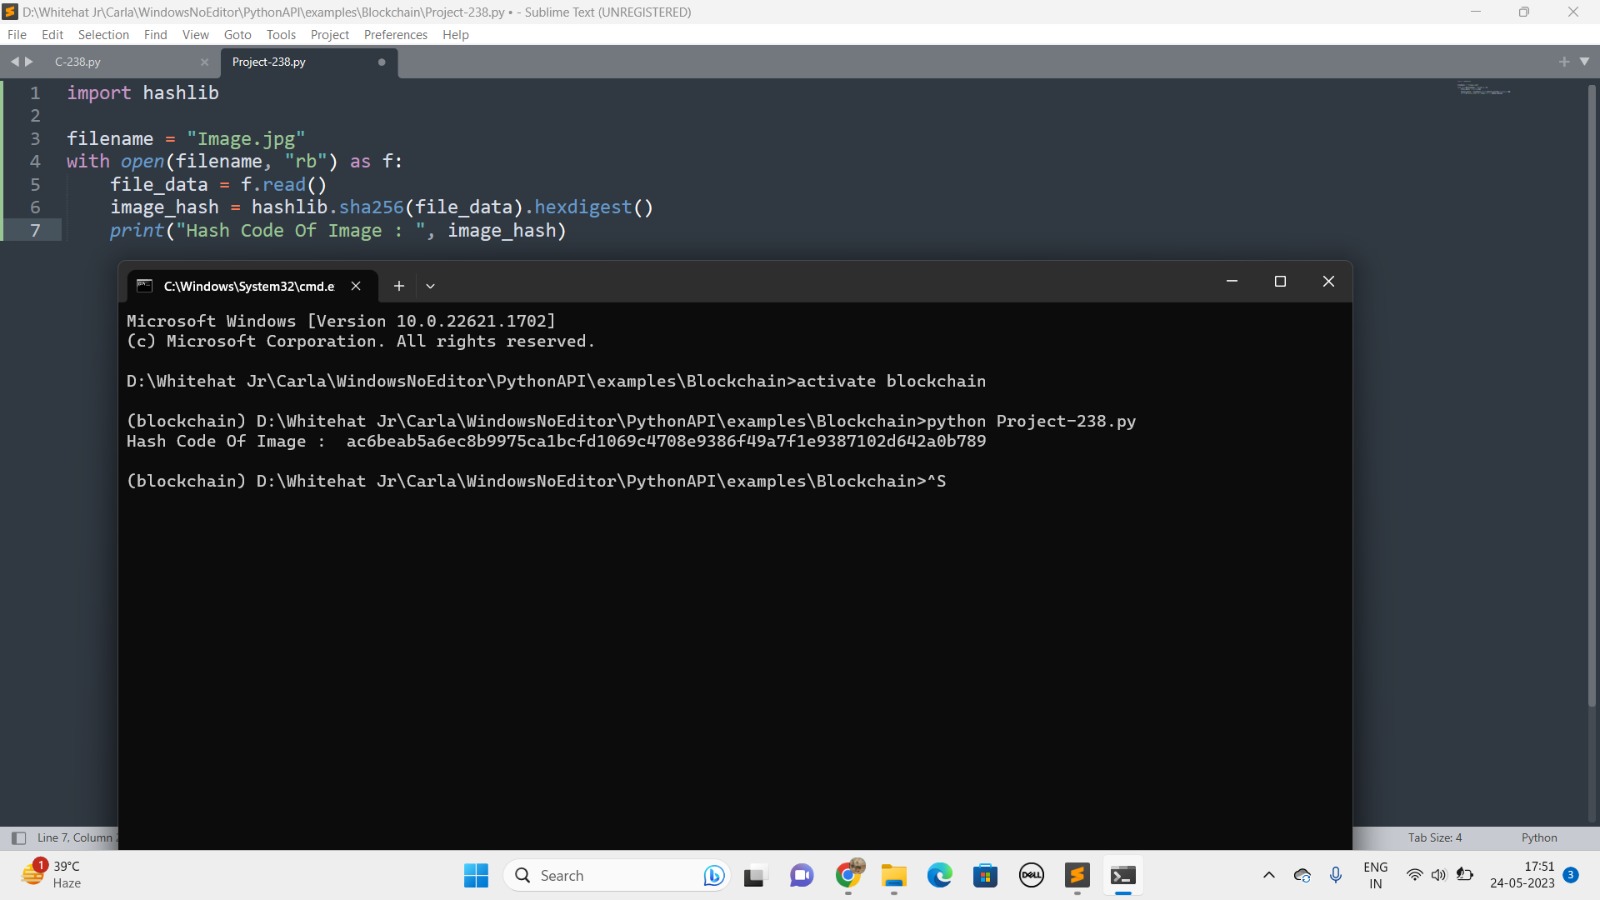 D:\Whitehat Jr\Carla\WindowsNoEditor\PythonAPI\examples\Blockchain\Project-238.py • - Sublime Text (UNREGISTERED)
File Edit Selection Find View Goto Tools Project Preferences Help
C-238.py Project-238.py
1 import hashlib
2
3 filename = "Image.jpg"
4 with open(filename, "rb") as f:
5 file_data = f.read()
6 image_hash = hashlib.sha256(file_data).hexdigest()
7 print("Hash Code Of Image : ", image_hash)
C:\Windows\System32\cmd.e
Microsoft Windows [Version 10.0.22621.1702]
(c) Microsoft Corporation. All rights reserved.
D:\Whitehat Jr\Carla\WindowsNoEditor\PythonAPI\examples\Blockchain>activate blockchain
(blockchain) D:\Whitehat Jr\Carla\WindowsNoEditor\PythonAPI\examples\Blockchain>python Project-238.py
Hash Code Of Image :  ac6beab5a6ec8b9975ca1bcfd1069c4708e9386f49a7f1e9387102d642a0b789
(blockchain) D:\Whitehat Jr\Carla\WindowsNoEditor\PythonAPI\examples\Blockchain>^S
Line 7, Column Tab Size: 4 Python
1 39°C
Haze
Search
DELL
ENG
IN
17:51
24-05-2023 3